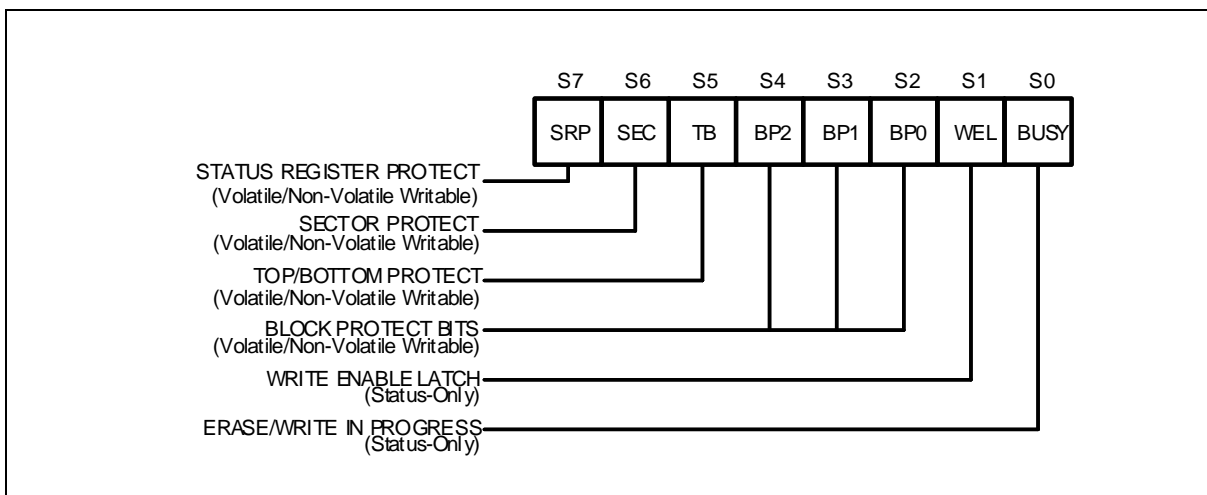 S7 S6 S5 S4 S3 S2 S1 S0
SRP SEC TB BP2 BP1 BP0 WEL BUSY
STATUS REGISTER PROTECT
(Volatile/Non-Volatile Writable)
SECTOR PROTECT
(Volatile/Non-Volatile Writable)
TOP/BOTTOM PROTECT
(Volatile/Non-Volatile Writable)
BLOCK PROTECT BITS
(Volatile/Non-Volatile Writable)
WRITE ENABLE LATCH
(Status-Only)
ERASE/WRITE IN PROGRESS
(Status-Only)